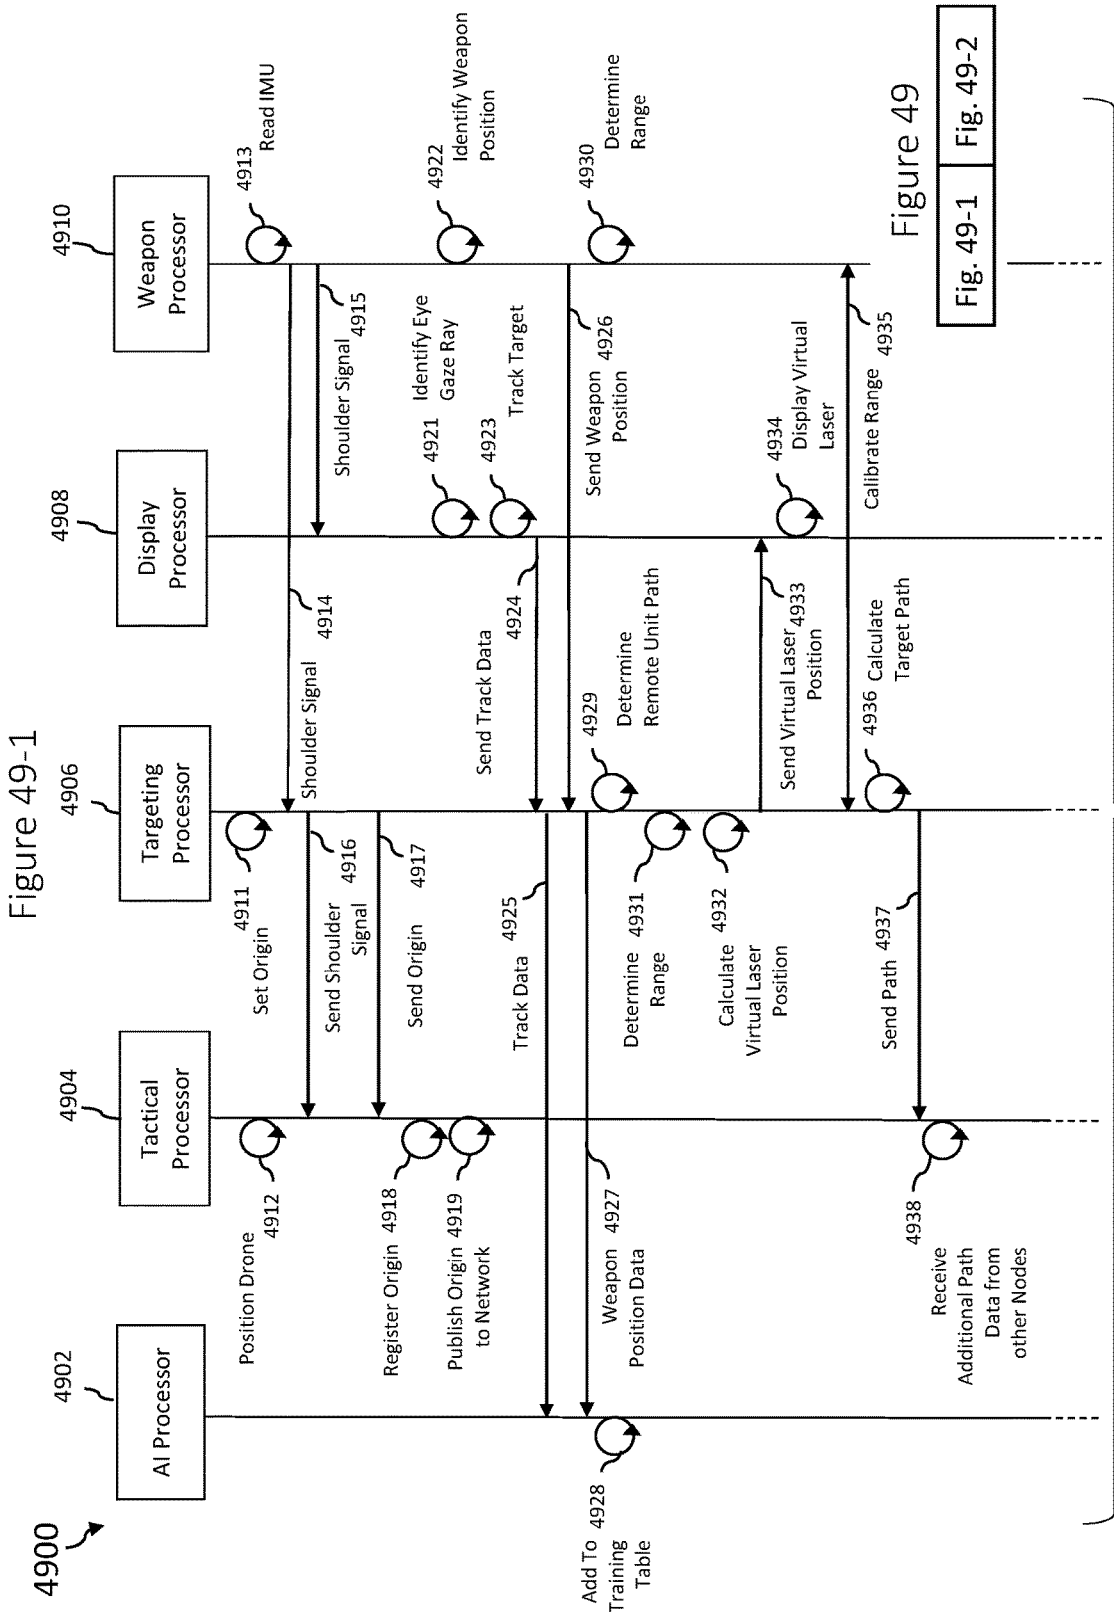 Figure 49-1
4900
4902
AI Processor
4904
Tactical
Processor
4906
Targeting
Processor
4908
Display
Processor
4910
Weapon
Processor
4911
Set Origin
Position Drone
4912
4913
Read IMU
Shoulder Signal
4914
Shoulder Signal
4915
4916
Send Shoulder
Signal
4917
Send Origin
Register Origin 4918
Publish Origin 4919
to Network
4921
Identify Eye
Gaze Ray
4922
Identify Weapon
Position
4923
Track Target
Send Track Data
4924
Track Data
4925
Send Weapon
Position
4926
Weapon
Position Data
4927
Add To
Training
Table
4928
4929
Determine
Remote Unit Path
4930
Determine
Range
Determine
Range
4931
Calculate
Virtual Laser
Position
4932
Send Virtual Laser
Position
4933
4934
Display Virtual
Laser
Calibrate Range
4935
4936
Calculate
Target Path
Send Path
4937
4938
Receive
Additional Path
Data from
other Nodes
Figure 49
Fig. 49-1
Fig. 49-2